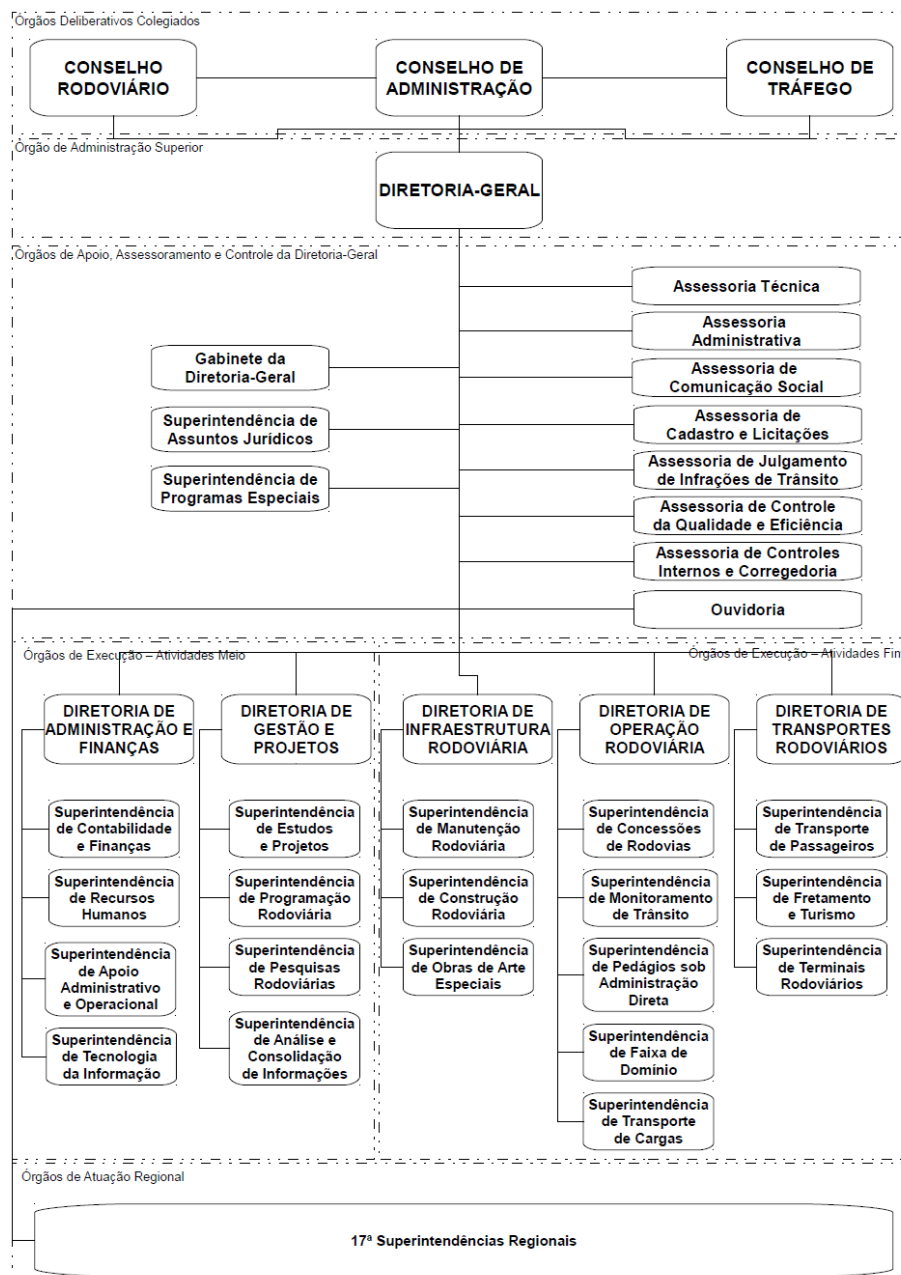 Órgãos Deliberativos Colegiados
CONSELHO
RODOVIÁRIO
CONSELHO DE
ADMINISTRAÇÃO
CONSELHO DE
TRÁFEGO
Órgão de Administração Superior
DIRETORIA-GERAL
Órgãos de Apoio, Assessoramento e Controle da Diretoria-Geral
Gabinete da
Diretoria-Geral
Superintendência de
Assuntos Jurídicos
Superintendência de
Programas Especiais
Assessoria Técnica
Assessoria
Administrativa
Assessoria de
Comunicação Social
Assessoria de
Cadastro e Licitações
Assessoria de Julgamento
de Infrações de Trânsito
Assessoria de Controle
da Qualidade e Eficiência
Assessoria de Controles
Internos e Corregedoria
Ouvidoria
Órgãos de Execução – Atividades Meio
DIRETORIA DE
ADMINISTRAÇÃO E
FINANÇAS
Superintendência
de Contabilidade
e Finanças
Superintendência
de Recursos
Humanos
Superintendência
de Apoio
Administrativo
e Operacional
Superintendência
de Tecnologia
da Informação
DIRETORIA DE
GESTÃO E
PROJETOS
Superintendência
de Estudos
e Projetos
Superintendência
de Programação
Rodoviária
Superintendência
de Pesquisas
Rodoviárias
Superintendência
de Análise e
Consolidação
de Informações
Órgãos de Execução – Atividades Fim
DIRETORIA DE
INFRAESTRUTURA
RODOVIÁRIA
Superintendência
de Manutenção
Rodoviária
Superintendência
de Construção
Rodoviária
Superintendência
de Obras de Arte
Especiais
DIRETORIA DE
OPERAÇÃO
RODOVIÁRIA
Superintendência
de Concessões
de Rodovias
Superintendência
de Monitoramento
de Trânsito
Superintendência
de Pedágios sob
Administração
Direta
Superintendência
de Faixa de
Domínio
Superintendência
de Transporte
de Cargas
DIRETORIA DE
TRANSPORTES
RODOVIÁRIOS
Superintendência
de Transporte
de Passageiros
Superintendência
de Fretamento
e Turismo
Superintendência
de Terminais
Rodoviários
Órgãos de Atuação Regional
17ª Superintendências Regionais